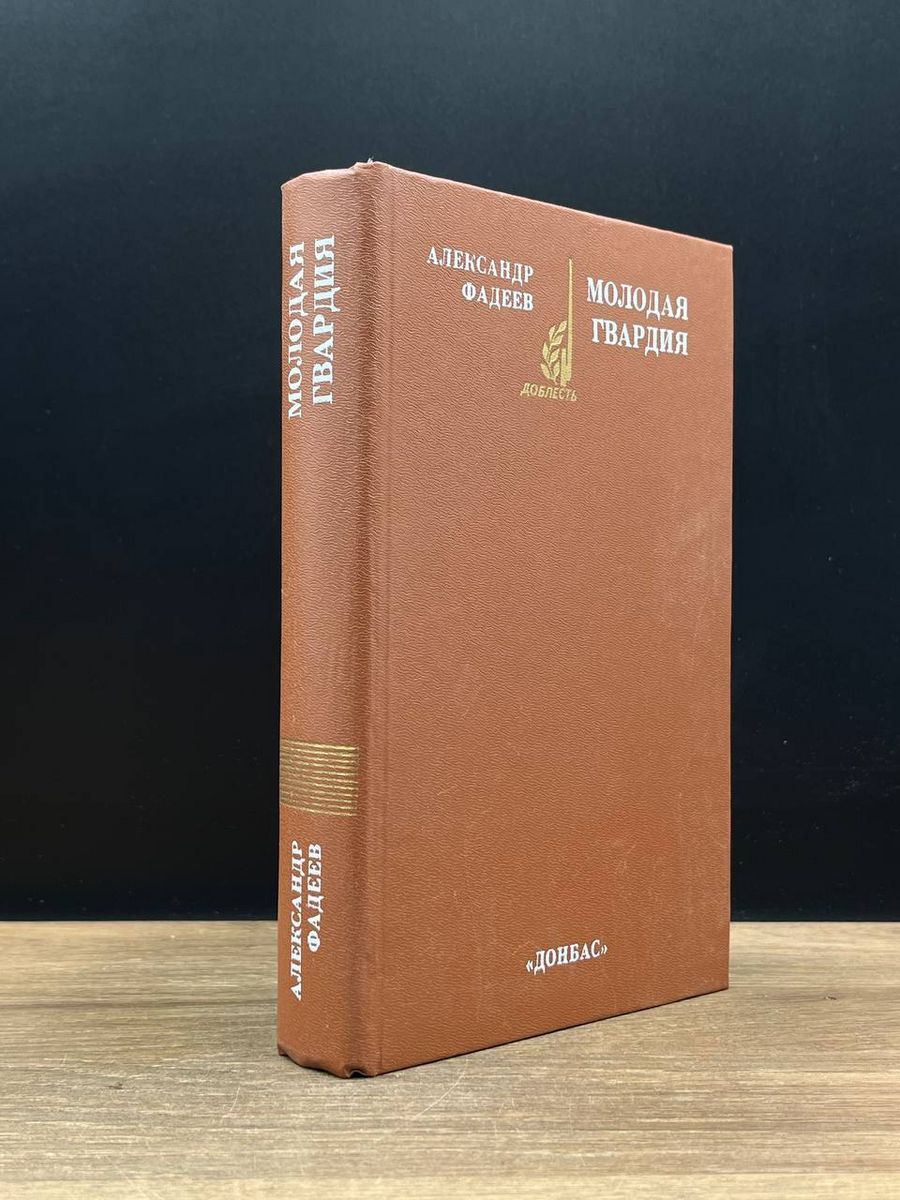 МОЛОДАЯ
ГВАРДИЯ
АЛЕКСАНДР
ФАДЕЕВ
АЛЕКСАНДР
ФАДЕЕВ
МОЛОДАЯ
ГВАРДИЯ
ДОБЛЕСТЬ
«ДОНБАС»